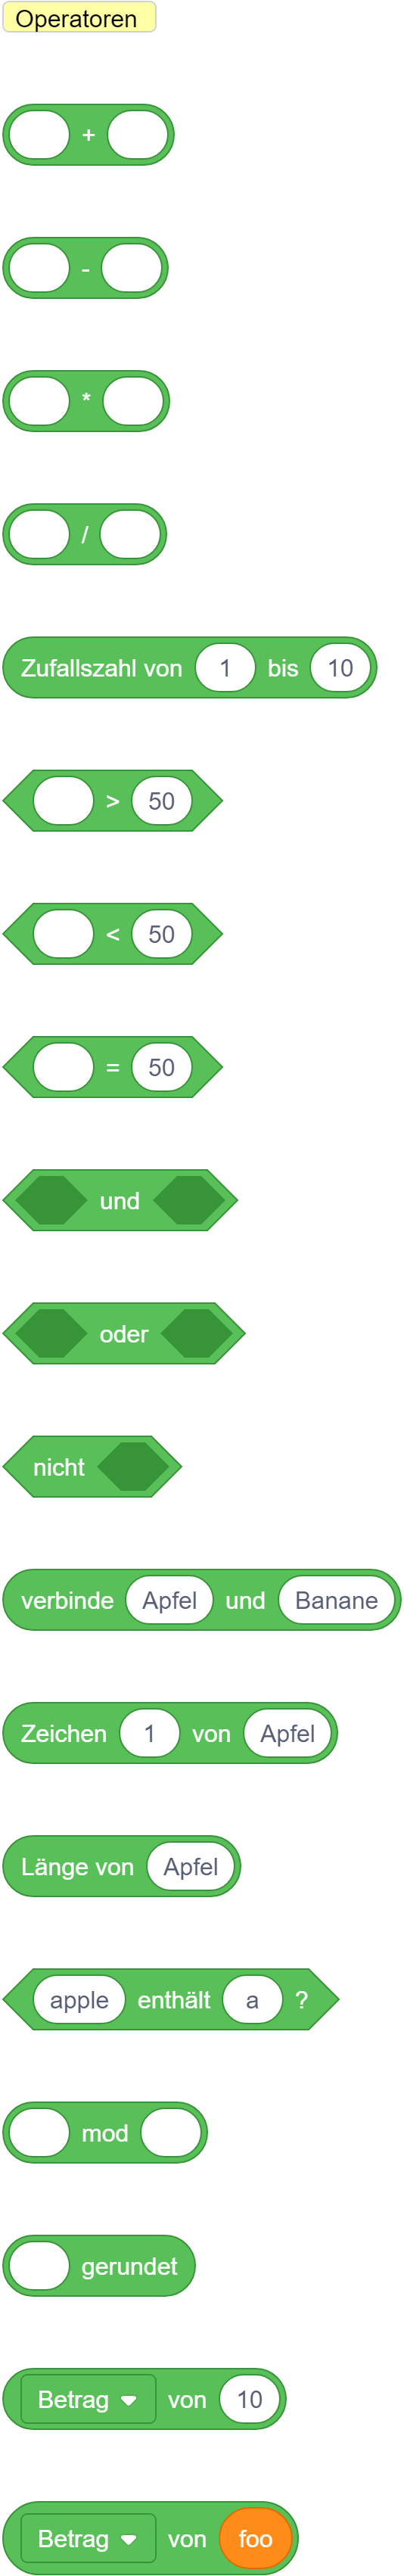 Operatoren
+
-
*
/
Zufallszahl von 1 bis 10
> 50
< 50
= 50
und
oder
nicht
verbinde Apfel und Banane
Zeichen 1 von Apfel
Länge von Apfel
apple enthält a ?
mod
gerundet
Betrag von 10
Betrag von foo